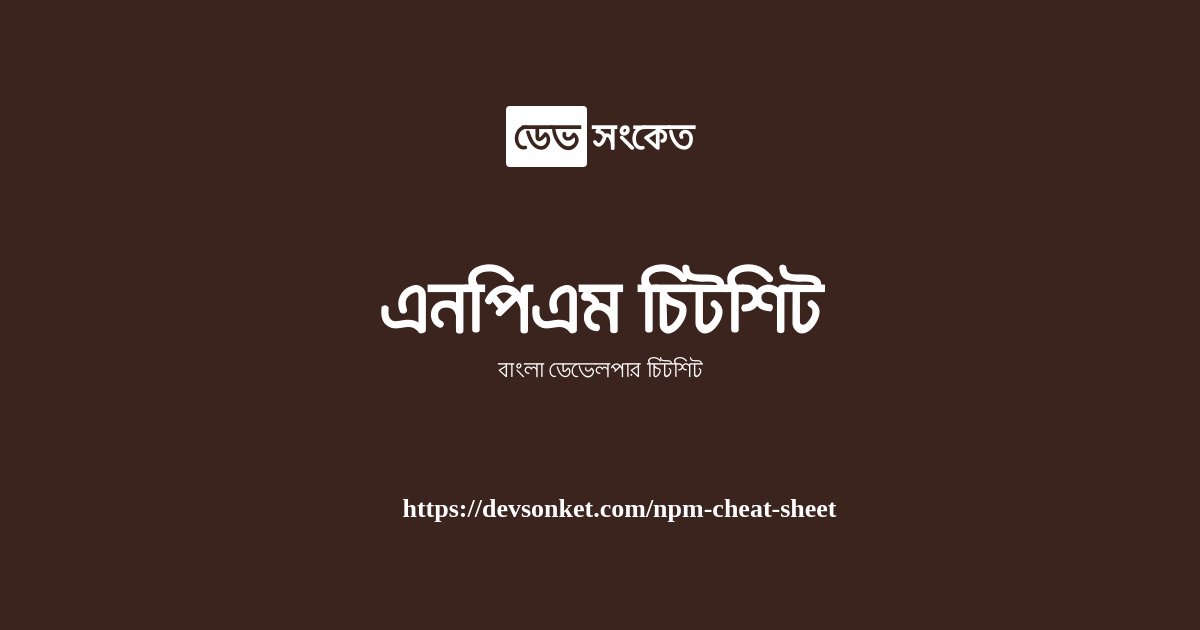 ডেভ সংকেত
এনপিএম চিটশিট
বাংলা ডেভেলপার চিটশিট
https://devsonket.com/npm-cheat-sheet